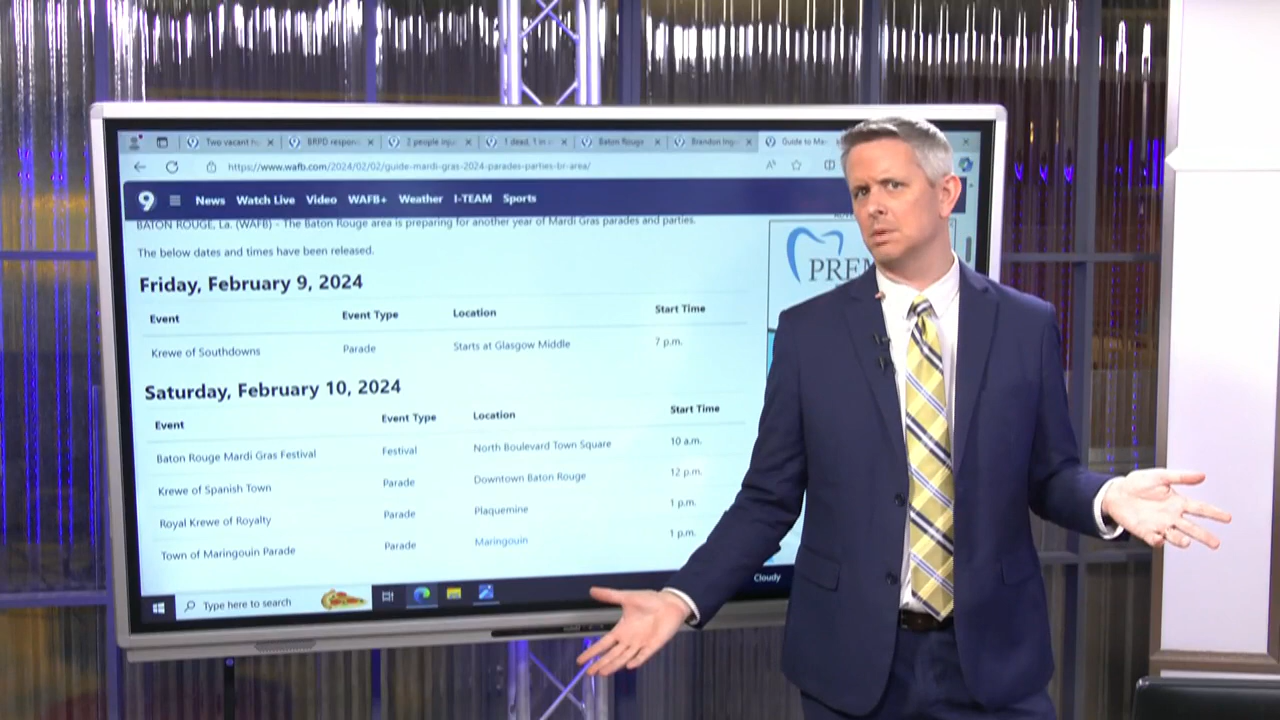 Two vacant h
BRPD respon
2 people inju
1 dead, 1 in
Baton Rouge
Brandon Ing
Guide to Ma
https://www.wafb.com/2024/02/02/guide-mardi-gras-2024-parades-parties-br-area/
9 News Watch Live Video WAFB+ Weather I-TEAM Sports
BATON ROUGE, La. (WAFB) - The Baton Rouge area is preparing for another year of Mardi Gras parades and parties.
The below dates and times have been released.
PREM
Friday, February 9, 2024
Event Event Type Location Start Time
Krewe of Southdowns Parade Starts at Glasgow Middle 7 p.m.
Saturday, February 10, 2024
Event Event Type Location Start Time
Baton Rouge Mardi Gras Festival Festival North Boulevard Town Square 10 a.m.
Krewe of Spanish Town Parade Downtown Baton Rouge 12 p.m.
Royal Krewe of Royalty Parade Plaquemine 1 p.m.
Town of Maringouin Parade Parade Maringouin 1 p.m.
Type here to search
Cloudy